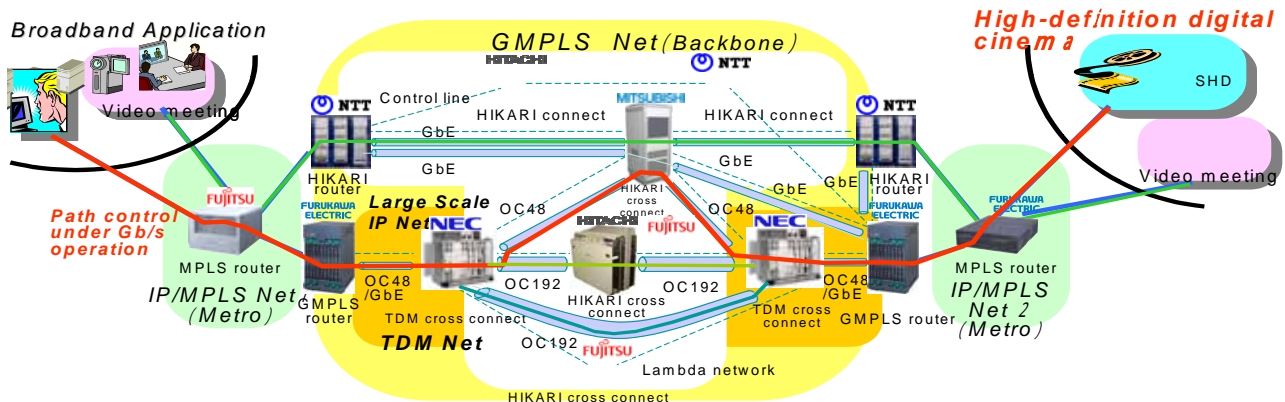 Broadband Application
Video meeting
GMPLS Net(Backbone)
HITACHI
NTT
High-definition digital
cinema
SHD
Video meeting
NTT
Control line
HIKARI connect
MITSUBISHI
HIKARI connect
NTT
GbE
GbE
GbE
GbE
GbE
HIKARI
router
HIKARI
cross
connect
HIKARI
router
FUJITSU
FURUKAWA
ELECTRIC
Large Scale
IP Net
NEC
OC48
HITACHI
FUJITSU
OC48
NEC
FURUKAWA
ELECTRIC
FURUKAWA
ELECTRIC
Path control
under Gb/s
operation
MPLS router
IP/MPLS Net
(Metro)
GMPLS
router
OC48
/GbE
TDM cross connect
TDM Net
OC192
HIKARI cross
connect
OC192
TDM cross
connect
OC48
/GbE
GMPLS router
MPLS router
IP/MPLS
Net 2
(Metro)
OC192
FUJITSU
Lambda network
HIKARI cross connect